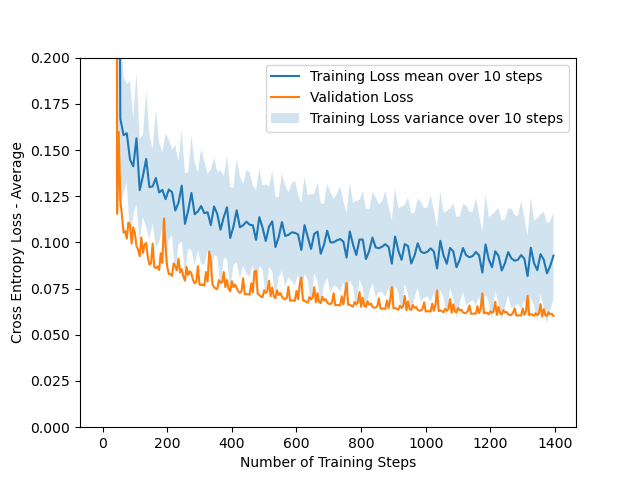 Training Loss mean over 10 steps
Validation Loss
Training Loss variance over 10 steps
Cross Entropy Loss - Average
0.200
0.175
0.150
0.125
0.100
0.075
0.050
0.025
0.000
0 200 400 600 800 1000 1200 1400
Number of Training Steps